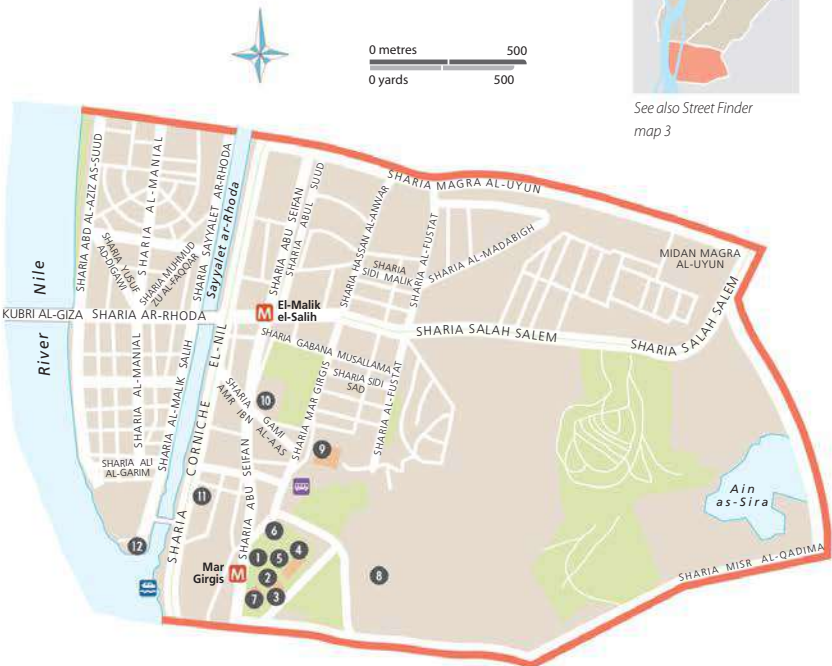 0 metres 500
0 yards 500
See also Street Finder
map 3
SHARIA MAGRA AL-UYUN
SHARIA ABD AL-AZIZ AS-SUUD
SHARIA AL-MANIAL
SHARIA SAYYALET AR-RHODA
Sayyalet ar-Rhoda
SHARIA ABU SEIFAN
SHARIA ABUL SUUD
SHARIA HASSAN AL-ANWAR
SHARIA AL-FUSTAT
SHARIA AL-MADABIGH
SHARIA
SIDI MALIK
MIDAN MAGRA
AL-UYUN
SHARIA YUSUF
AD-DIGAWI
SHARIA MUHMUD
ZU AL-FAQQAR
River Nile
KUBRI AL-GIZA SHARIA AR-RHODA
M
El-Malik
el-Salih
SHARIA SALAH SALEM
SHARIA SALAH SALEM
SHARIA GABANA MUSALLAMA
SHARIA SIDI
SAD
SHARIA AL-MANIAL
SHARIA AL-MALIK SALIH
SHARIA CORNICHE EL-NIL
SHARIA GAMI
AMR IBN AL-AAS
SHARIA MAR GIRGIS
SHARIA AL-FUSTAT
10
9
SHARIA ALI
AL-GARIM
SHARIA ABU SEIFAN
11
Ain
as-Sira
12
6
1
5
4
Mar
Girgis
M
2
8
7
3
SHARIA MISR AL-QADIMA